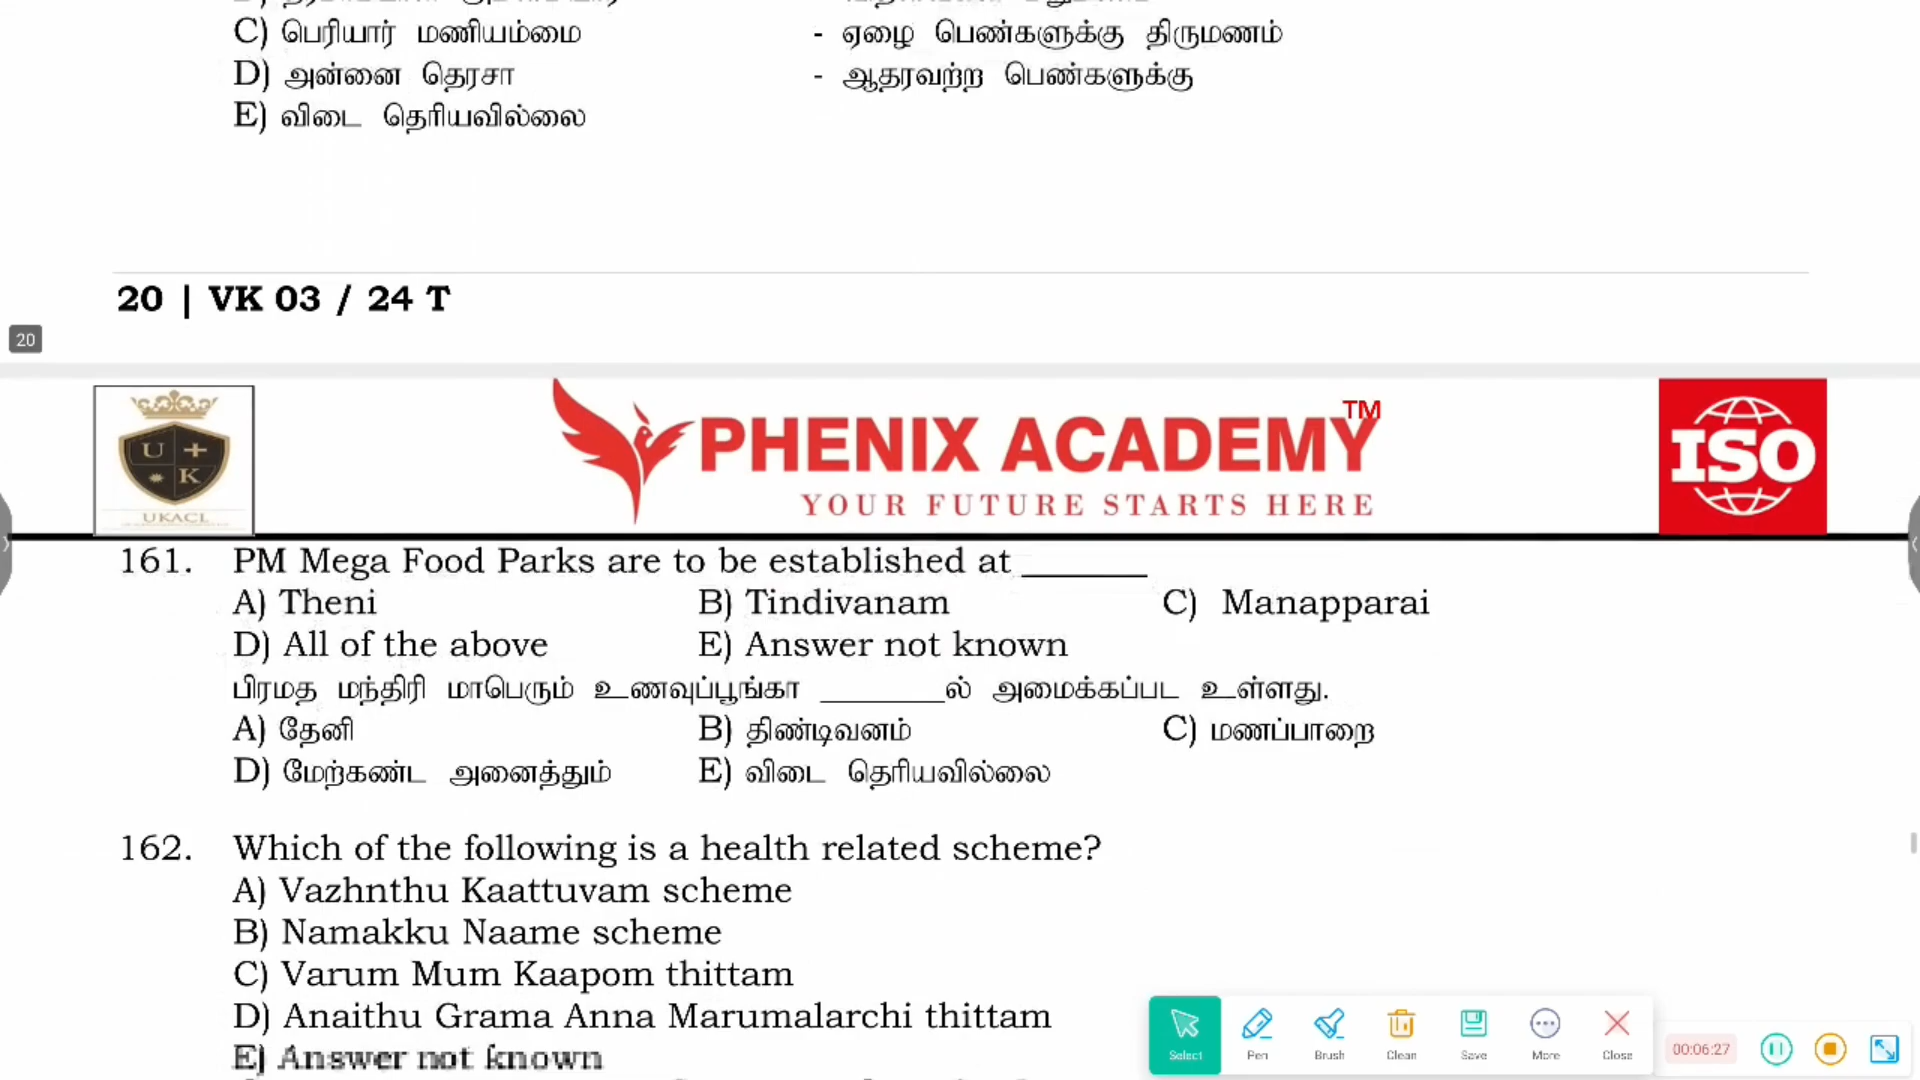 C) பெரியார் மணியம்மை - ஏழை பெண்களுக்கு திருமணம்
D) அன்னை தெரசா - ஆதரவற்ற பெண்களுக்கு
E) விடை தெரியவில்லை
20 | VK 03 / 24 T
20
U K
UKACL
PHENIX ACADEMY TM
YOUR FUTURE STARTS HERE
ISO
161. PM Mega Food Parks are to be established at ______
A) Theni B) Tindivanam C) Manapparai
D) All of the above E) Answer not known
பிரமத மந்திரி மாபெரும் உணவுப்பூங்கா ______ல் அமைக்கப்பட உள்ளது.
A) தேனி B) திண்டிவனம் C) மணப்பாறை
D) மேற்கண்ட அனைத்தும் E) விடை தெரியவில்லை
162. Which of the following is a health related scheme?
A) Vazhnthu Kaattuvam scheme
B) Namakku Naame scheme
C) Varum Mum Kaapom thittam
D) Anaithu Grama Anna Marumalarchi thittam
E) Answer not known
Select Pen Brush Clean Save More Close 00:06:27